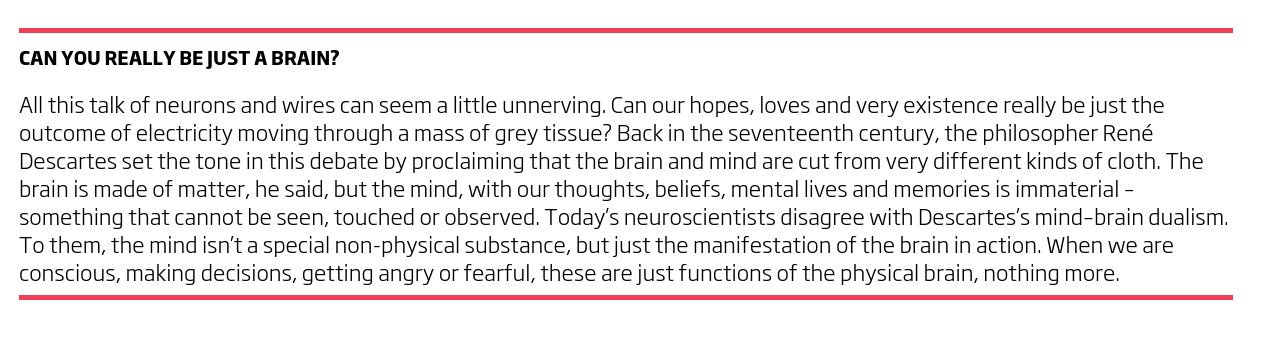 CAN YOU REALLY BE JUST A BRAIN?
All this talk of neurons and wires can seem a little unnerving. Can our hopes, loves and very existence really be just the
outcome of electricity moving through a mass of grey tissue? Back in the seventeenth century, the philosopher René
Descartes set the tone in this debate by proclaiming that the brain and mind are cut from very different kinds of cloth. The
brain is made of matter, he said, but the mind, with our thoughts, beliefs, mental lives and memories is immaterial –
something that cannot be seen, touched or observed. Today's neuroscientists disagree with Descartes's mind–brain dualism.
To them, the mind isn't a special non-physical substance, but just the manifestation of the brain in action. When we are
conscious, making decisions, getting angry or fearful, these are just functions of the physical brain, nothing more.